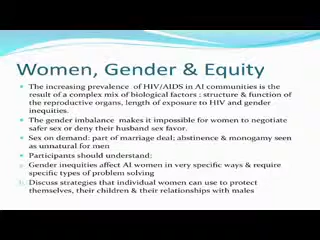 Women, Gender & Equity
The increasing prevalence of HIV/AIDS in AI communities is the
result of a complex mix of biological factors : structure & function of
the reproductive organs, length of exposure to HIV and gender
inequities.
The gender imbalance makes it impossible for women to negotiate
safer sex or deny their husband sex favor.
Sex on demand: part of marriage deal; abstinence & monogamy seen
as unnatural for men
Participants should understand:
Gender inequities affect AI women in very specific ways & require
specific types of problem solving
Discuss strategies that individual women can use to protect
themselves, their children & their relationships with males